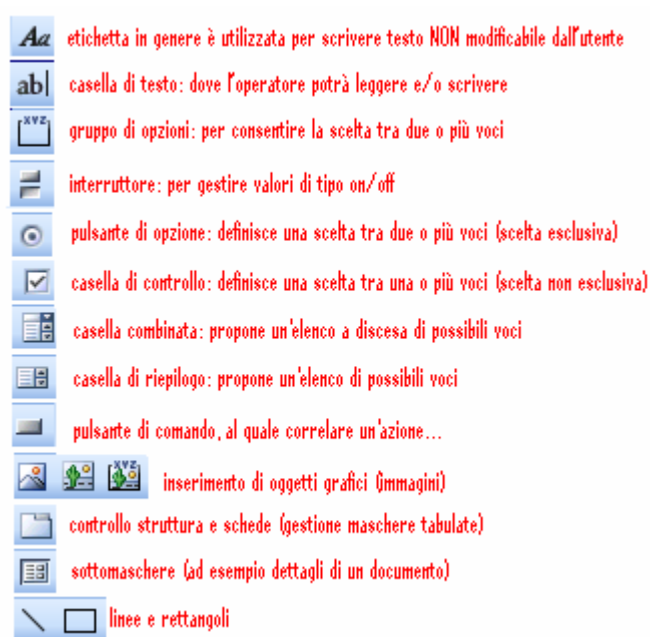 Aa etichetta in genere è utilizzata per scrivere testo NON modificabile dall'utente
ab| casella di testo: dove l'operatore potrà leggere e/o scrivere
XYZ gruppo di opzioni: per consentire la scelta tra due o più voci
interruttore: per gestire valori di tipo on/off
pulsante di opzione: definisce una scelta tra due o più voci (scelta esclusiva)
casella di controllo: definisce una scelta tra una o più voci (scelta non esclusiva)
casella combinata: propone un'elenco a discesa di possibili voci
casella di riepilogo: propone un'elenco di possibili voci
pulsante di comando, al quale correlare un'azione...
XYZ inserimento di oggetti grafici (immagini)
controllo struttura e schede (gestione maschere tabulate)
sottomaschere (ad esempio dettagli di un documento)
linee e rettangoli